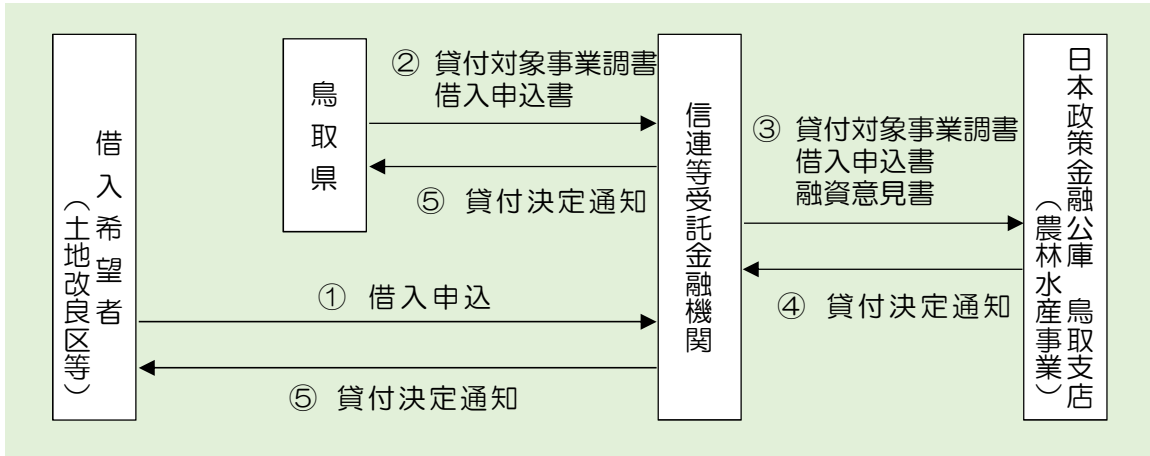 借入希望者
（土地改良区等）
鳥取県
② 貸付対象事業調書
借入申込書
⑤ 貸付決定通知
① 借入申込
⑤ 貸付決定通知
信連等受託金融機関
③ 貸付対象事業調書
借入申込書
融資意見書
④ 貸付決定通知
日本政策金融公庫 鳥取支店
（農林水産事業）